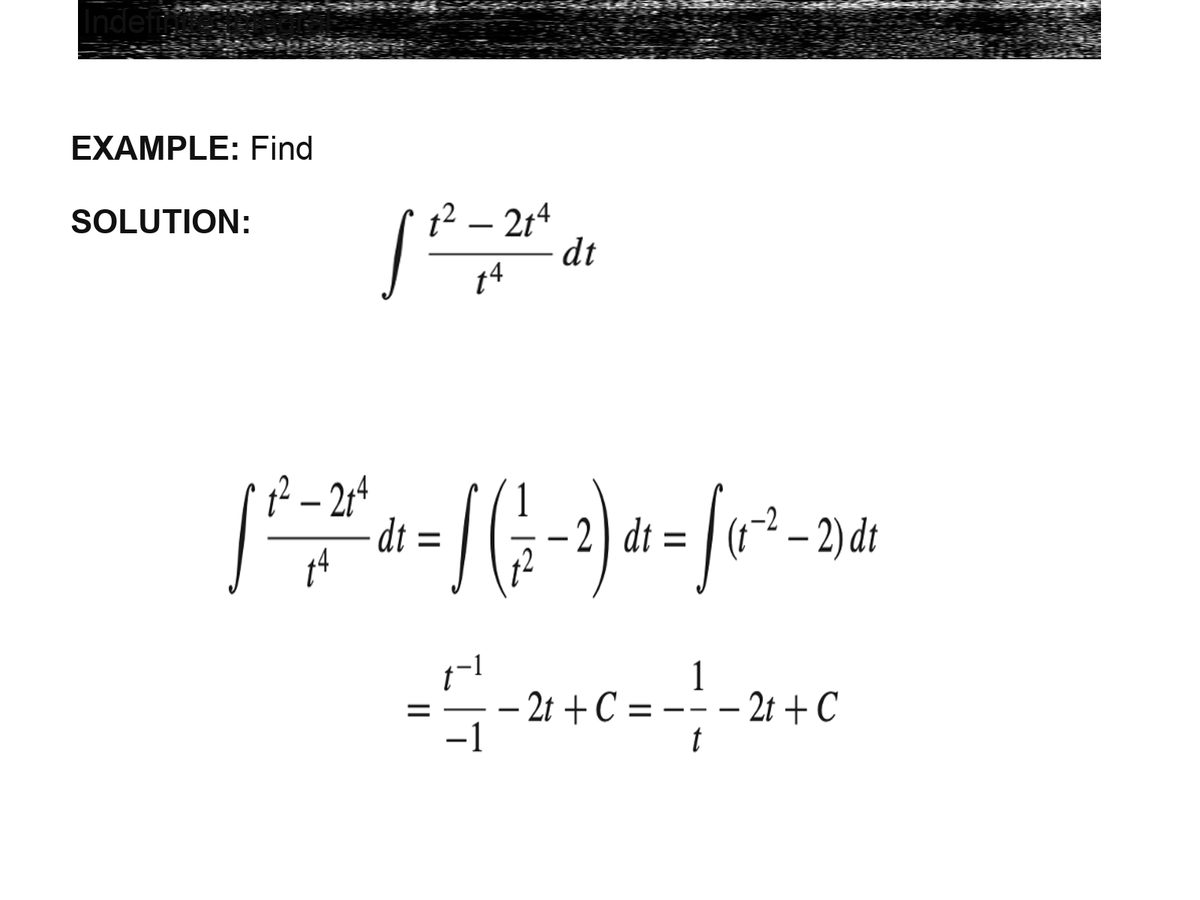 EXAMPLE: Find
SOLUTION:
∫ (t² – 2t⁴)/t⁴ dt
∫ (t² – 2t⁴)/t⁴ dt = ∫ (1/t² – 2) dt = ∫ (t⁻² – 2) dt
= t⁻¹/–1 – 2t + C = –1/t – 2t + C